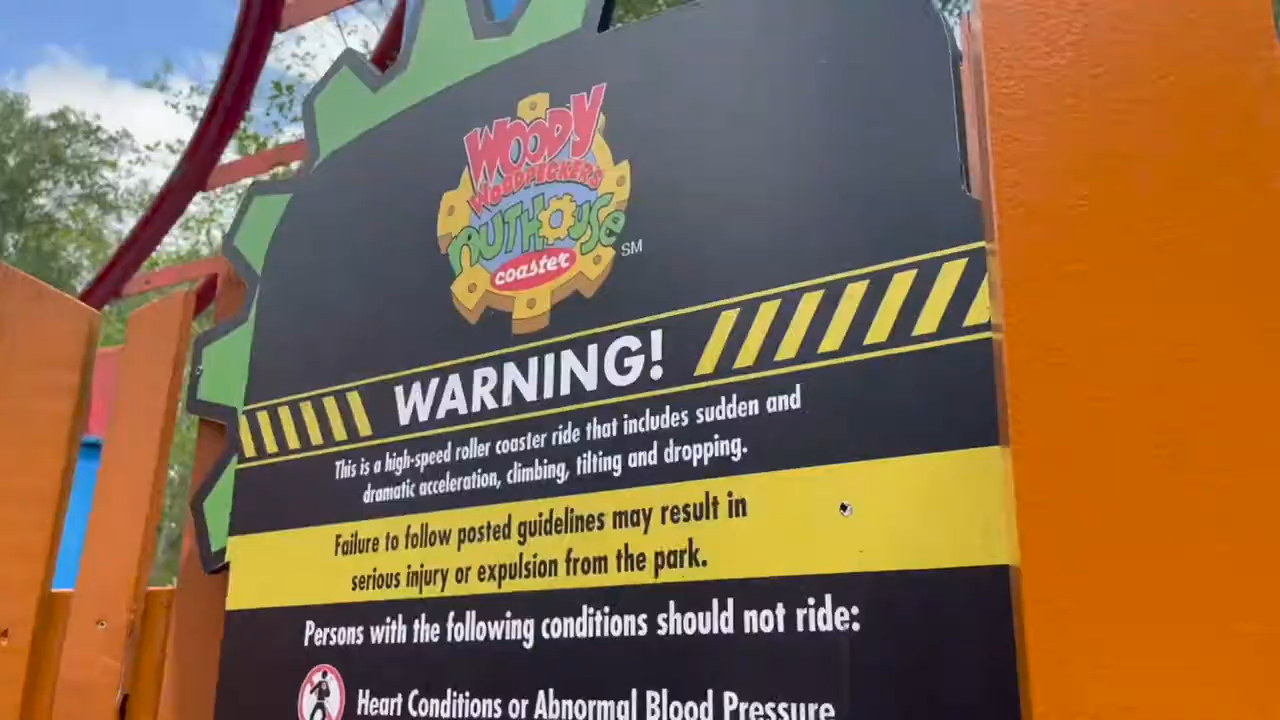 WOODY
WOODPECKER'S
NUTHOUSE
coaster
SM
WARNING!
This is a high-speed roller coaster ride that includes sudden and
dramatic acceleration, climbing, tilting and dropping.
Failure to follow posted guidelines may result in
serious injury or expulsion from the park.
Persons with the following conditions should not ride:
Heart Conditions or Abnormal Blood Pressure